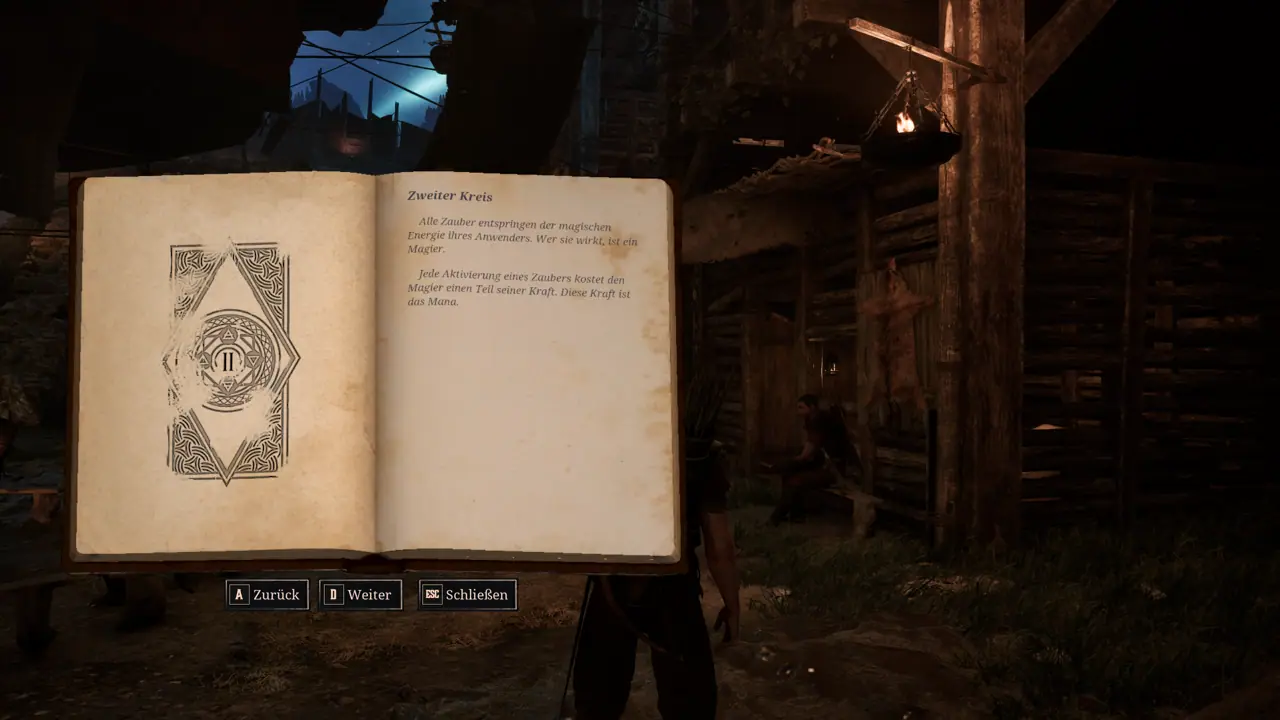 Zweiter Kreis
Alle Zauber entspringen der magischen
Energie ihres Anwenders. Wer sie wirkt, ist ein
Magier.
Jede Aktivierung eines Zaubers kostet den
Magier einen Teil seiner Kraft. Diese Kraft ist
das Mana.
II
A Zurück
D Weiter
ESC Schließen